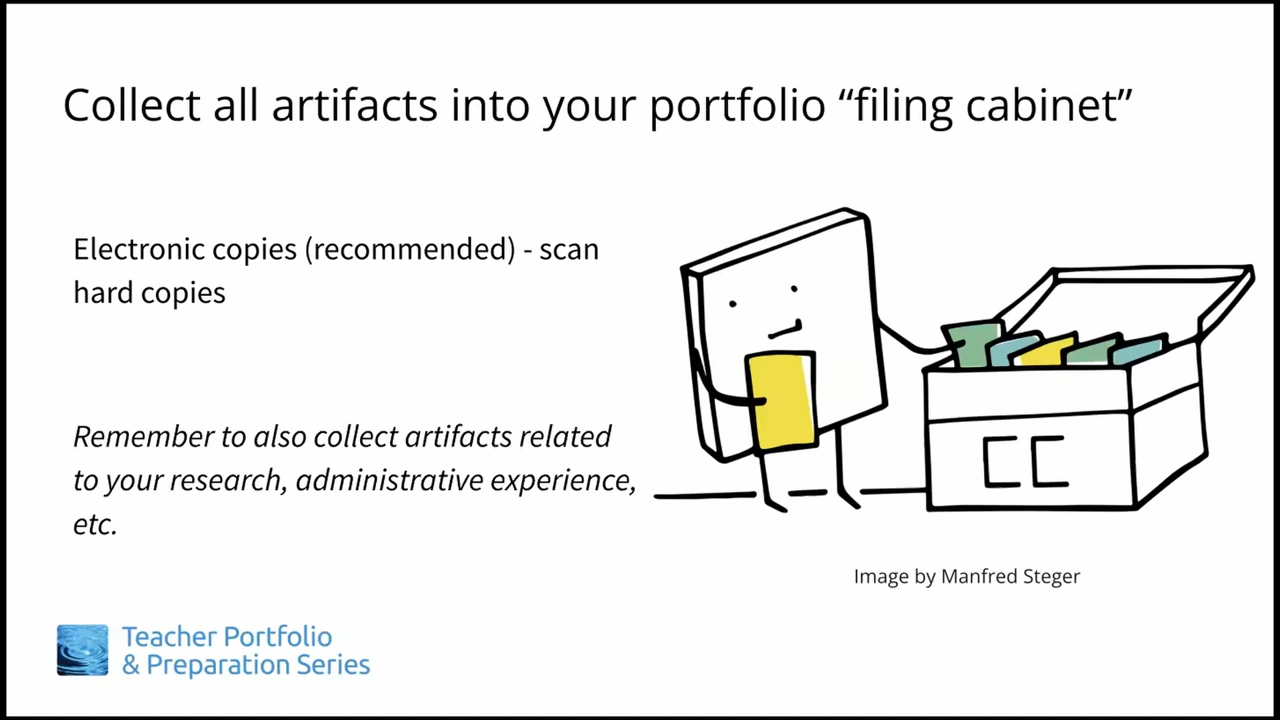 Collect all artifacts into your portfolio “filing cabinet”
Electronic copies (recommended) - scan
hard copies
Remember to also collect artifacts related
to your research, administrative experience,
etc.
CC
Image by Manfred Steger
Teacher Portfolio
& Preparation Series